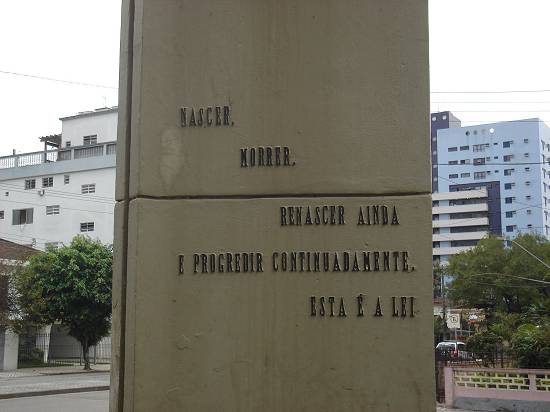 NASCER,
MORRER,
RENASCER AINDA
E PROGREDIR CONTINUADAMENTE,
ESTA É A LEI